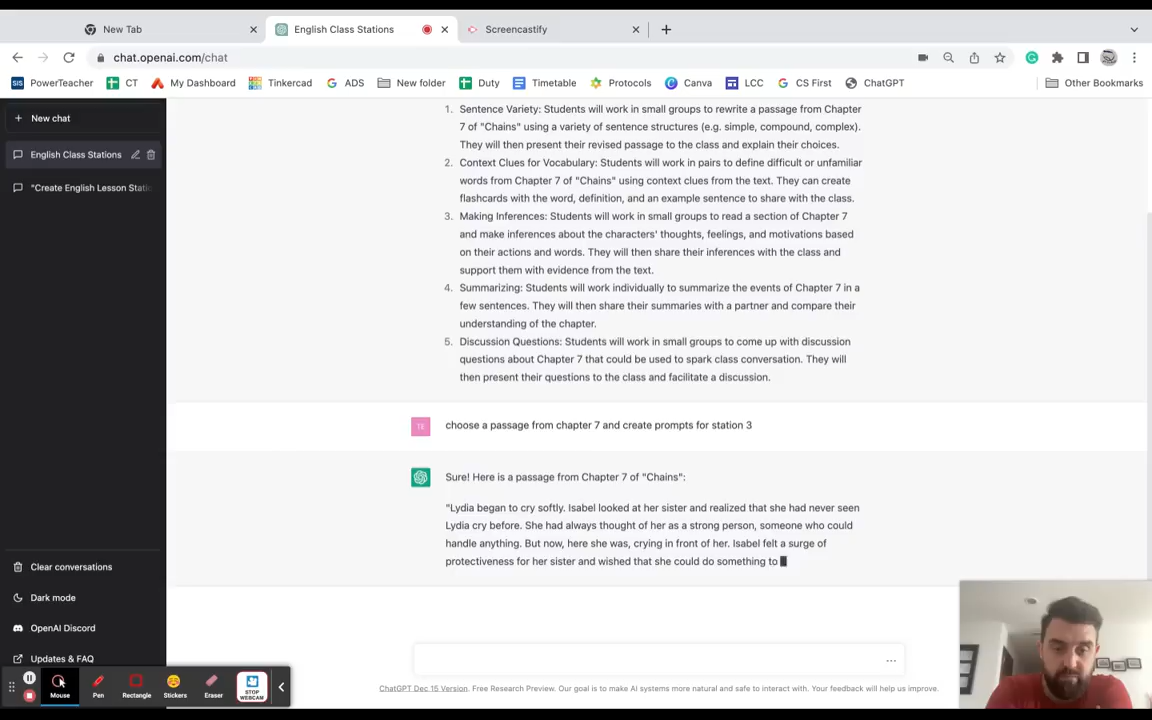 New Tab
English Class Stations
Screencastify
chat.openai.com/chat
SIS PowerTeacher
CT
My Dashboard
Tinkercad
ADS
New folder
Duty
Timetable
Protocols
Canva
LCC
CS First
ChatGPT
Other Bookmarks
+ New chat
English Class Stations
"Create English Lesson Static
Clear conversations
Dark mode
OpenAI Discord
Updates & FAQ
1. Sentence Variety: Students will work in small groups to rewrite a passage from Chapter
7 of "Chains" using a variety of sentence structures (e.g. simple, compound, complex).
They will then present their revised passage to the class and explain their choices.
2. Context Clues for Vocabulary: Students will work in pairs to define difficult or unfamiliar
words from Chapter 7 of "Chains" using context clues from the text. They can create
flashcards with the word, definition, and an example sentence to share with the class.
3. Making Inferences: Students will work in small groups to read a section of Chapter 7
and make inferences about the characters' thoughts, feelings, and motivations based
on their actions and words. They will then share their inferences with the class and
support them with evidence from the text.
4. Summarizing: Students will work individually to summarize the events of Chapter 7 in a
few sentences. They will then share their summaries with a partner and compare their
understanding of the chapter.
5. Discussion Questions: Students will work in small groups to come up with discussion
questions about Chapter 7 that could be used to spark class conversation. They will
then present their questions to the class and facilitate a discussion.
TE
choose a passage from chapter 7 and create prompts for station 3
Sure! Here is a passage from Chapter 7 of "Chains":
"Lydia began to cry softly. Isabel looked at her sister and realized that she had never seen
Lydia cry before. She had always thought of her as a strong person, someone who could
handle anything. But now, here she was, crying in front of her. Isabel felt a surge of
protectiveness for her sister and wished that she could do something to
ChatGPT Dec 15 Version. Free Research Preview. Our goal is to make AI systems more natural and safe to interact with. Your feedback will help us improve.
Mouse
Pen
Rectangle
Stickers
Eraser
STOP
WEBCAM